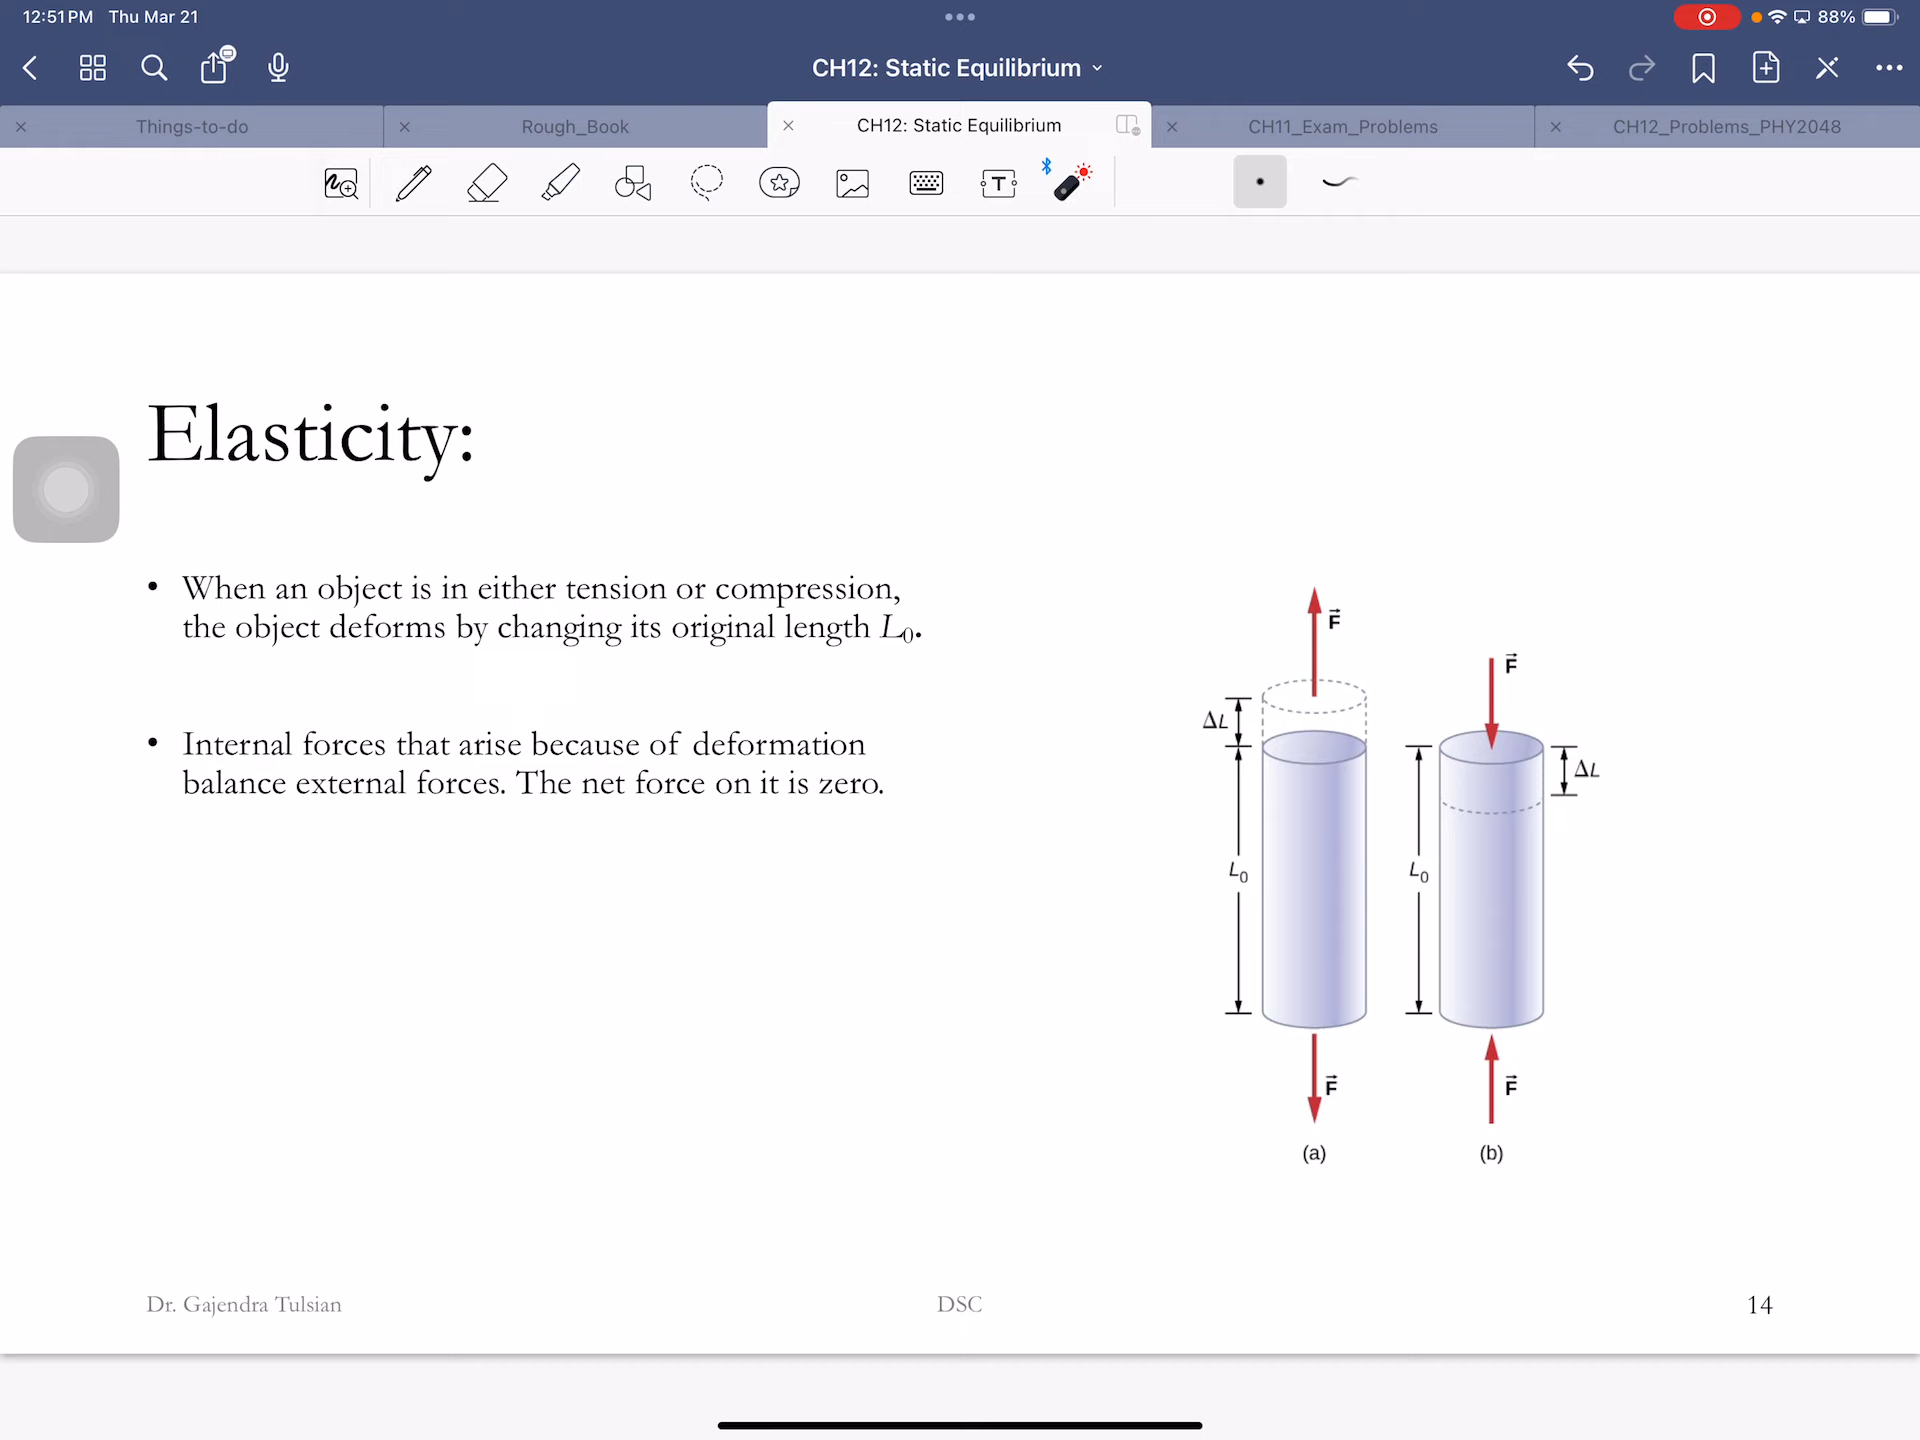 12:51 PM Thu Mar 21
88%
CH12: Static Equilibrium
Things-to-do
Rough_Book
CH12: Static Equilibrium
CH11_Exam_Problems
CH12_Problems_PHY2048
T
Elasticity:
• When an object is in either tension or compression,
the object deforms by changing its original length L₀.
• Internal forces that arise because of deformation
balance external forces. The net force on it is zero.
F⃗
F⃗
ΔL
ΔL
L₀
L₀
F⃗
F⃗
(a)
(b)
Dr. Gajendra Tulsian
DSC
14